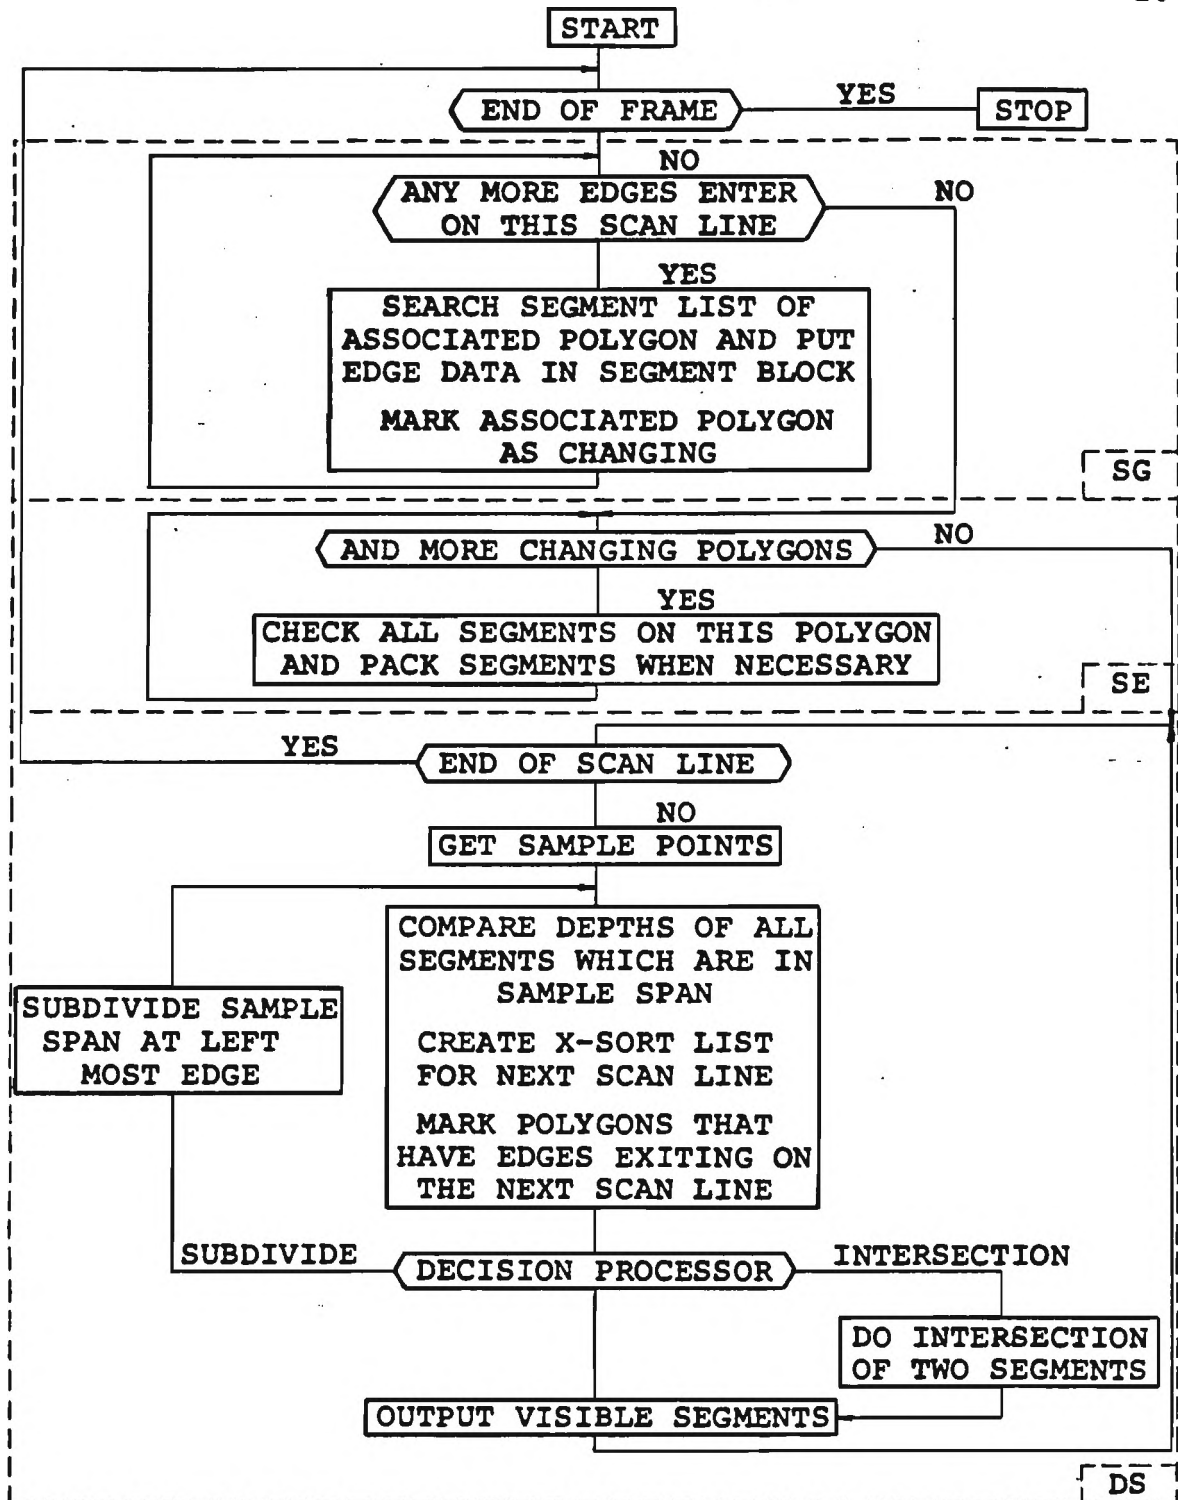 START
END OF FRAME
YES
STOP
NO
ANY MORE EDGES ENTER
ON THIS SCAN LINE
NO
YES
SEARCH SEGMENT LIST OF
ASSOCIATED POLYGON AND PUT
EDGE DATA IN SEGMENT BLOCK
MARK ASSOCIATED POLYGON
AS CHANGING
SG
AND MORE CHANGING POLYGONS
NO
YES
CHECK ALL SEGMENTS ON THIS POLYGON
AND PACK SEGMENTS WHEN NECESSARY
SE
YES
END OF SCAN LINE
NO
GET SAMPLE POINTS
COMPARE DEPTHS OF ALL
SEGMENTS WHICH ARE IN
SAMPLE SPAN
CREATE X-SORT LIST
FOR NEXT SCAN LINE
MARK POLYGONS THAT
HAVE EDGES EXITING ON
THE NEXT SCAN LINE
SUBDIVIDE SAMPLE
SPAN AT LEFT
MOST EDGE
SUBDIVIDE
DECISION PROCESSOR
INTERSECTION
DO INTERSECTION
OF TWO SEGMENTS
OUTPUT VISIBLE SEGMENTS
DS